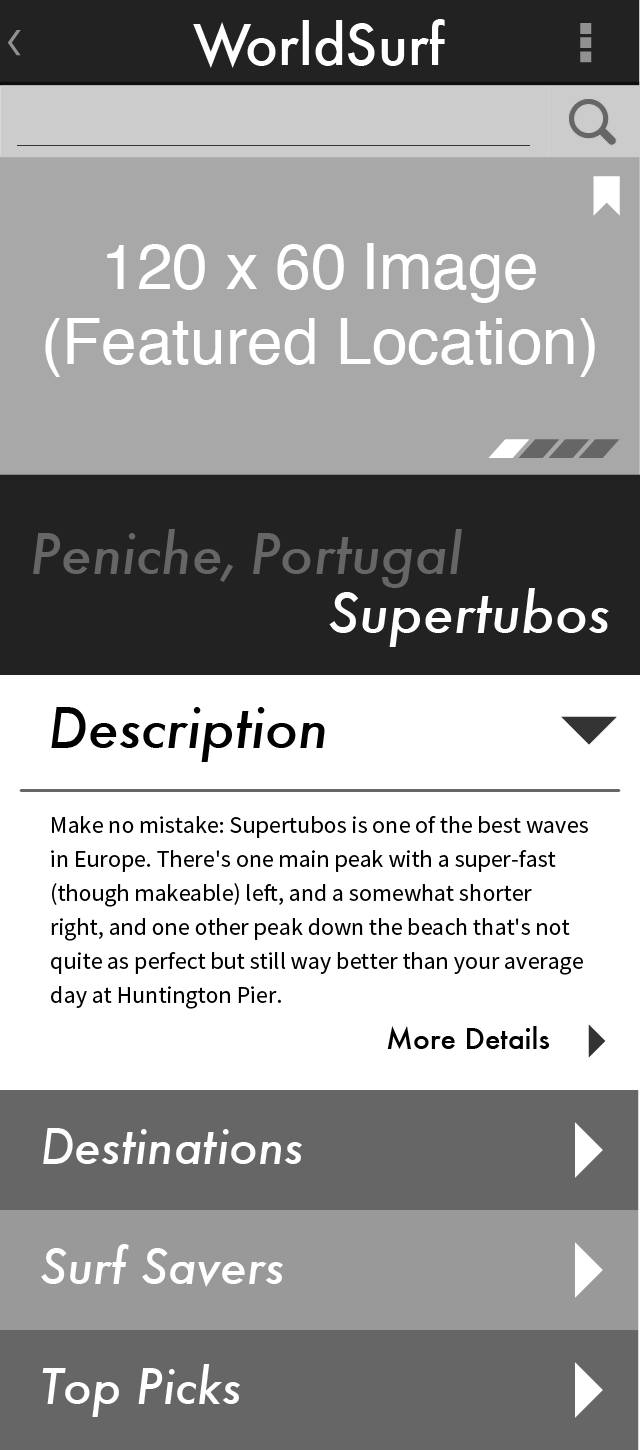 WorldSurf
120 x 60 Image
(Featured Location)
Peniche, Portugal
Supertubos
Description
Make no mistake: Supertubos is one of the best waves
in Europe. There's one main peak with a super-fast
(though makeable) left, and a somewhat shorter
right, and one other peak down the beach that's not
quite as perfect but still way better than your average
day at Huntington Pier.
More Details
Destinations
Surf Savers
Top Picks